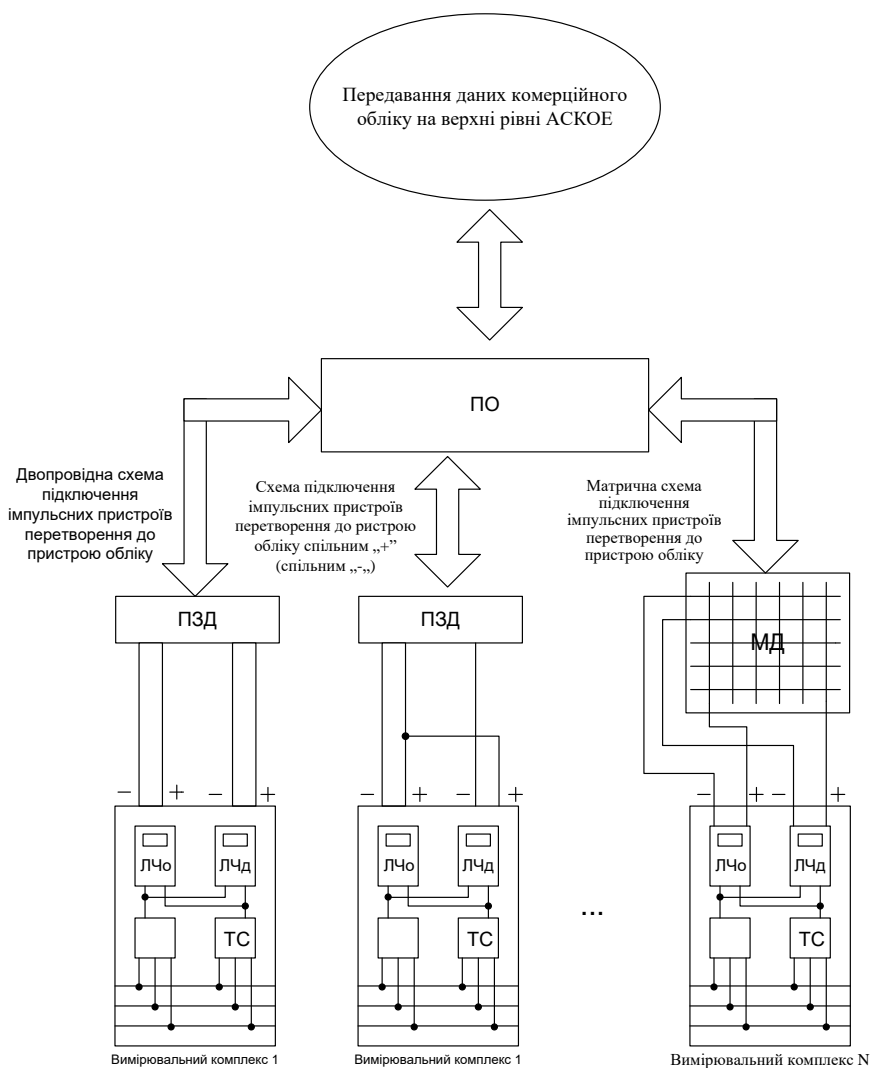 Передавання даних комерційного
обліку на верхні рівні АСКОЕ
ПО
Двопровідна схема
підключення
імпульсних пристроїв
перетворення до
пристрою обліку
Схема підключення
імпульсних пристроїв
перетворення до ристрою
обліку спільним „+”
(спільним „-„)
Матрична схема
підключення
імпульсних пристроїв
перетворення до
пристрою обліку
ПЗД
ПЗД
МД
− + − +
− + − +
− + − +
ЛЧо ЛЧд
ЛЧо ЛЧд
ЛЧо ЛЧд
...
ТС
ТС
ТС
Вимірювальний комплекс 1
Вимірювальний комплекс 1
Вимірювальний комплекс N